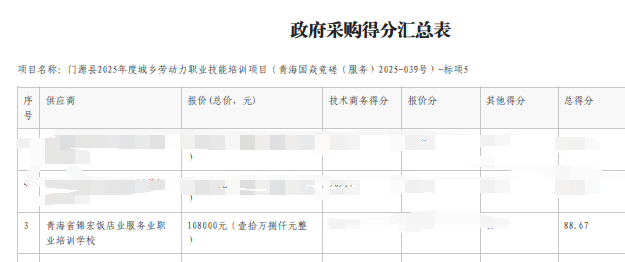 政府采购得分汇总表
项目名称：门源县2025年度城乡劳动力职业技能培训项目（青海国焱竞磋（服务）2025-039号）-标项5
序号 供应商 报价(总价，元) 技术商务得分 报价分 其他得分 总得分
)
)
3 青海省锦宏饭店业服务业职 108000元（壹拾万捌仟元整 88.67
业培训学校 )